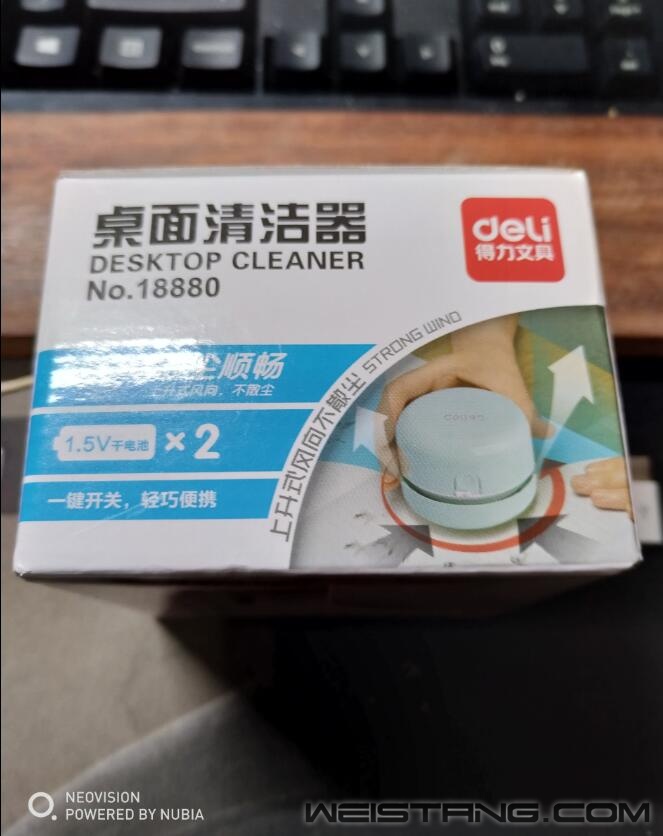 桌面清洁器
DESKTOP CLEANER
No.18880
deli
得力文具
尘顺畅
上升式风向，不散尘
1.5V干电池 ×2
一键开关，轻巧便携
上升式风向不散尘 STRONG WIND
NEOVISION
POWERED BY NUBIA
WEISTANG.COM